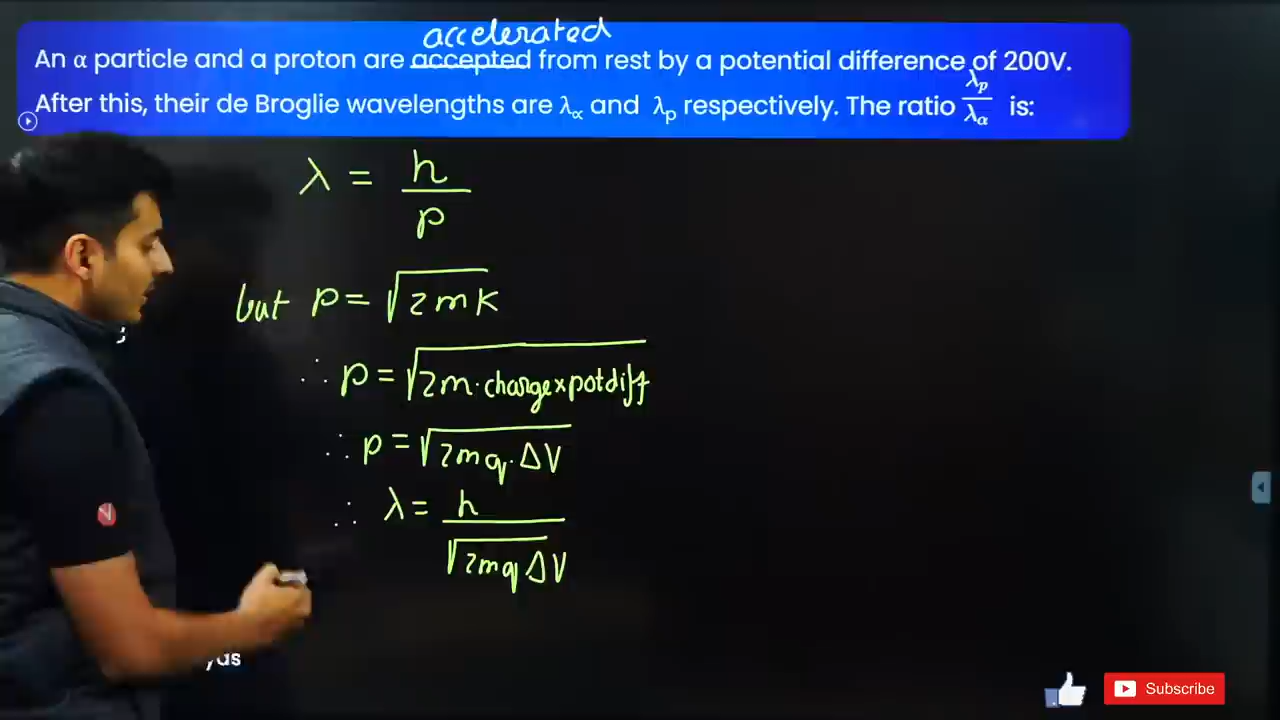 accelerated
An α particle and a proton are accepted from rest by a potential difference of 200V.
After this, their de Broglie wavelengths are λα and λp respectively. The ratio λp/λα is:
λ = h/p
but p = √2mK
∴ p = √2m·charge×potdiff
∴ p = √2mq·ΔV
∴ λ = h/√2mqΔV
Subscribe